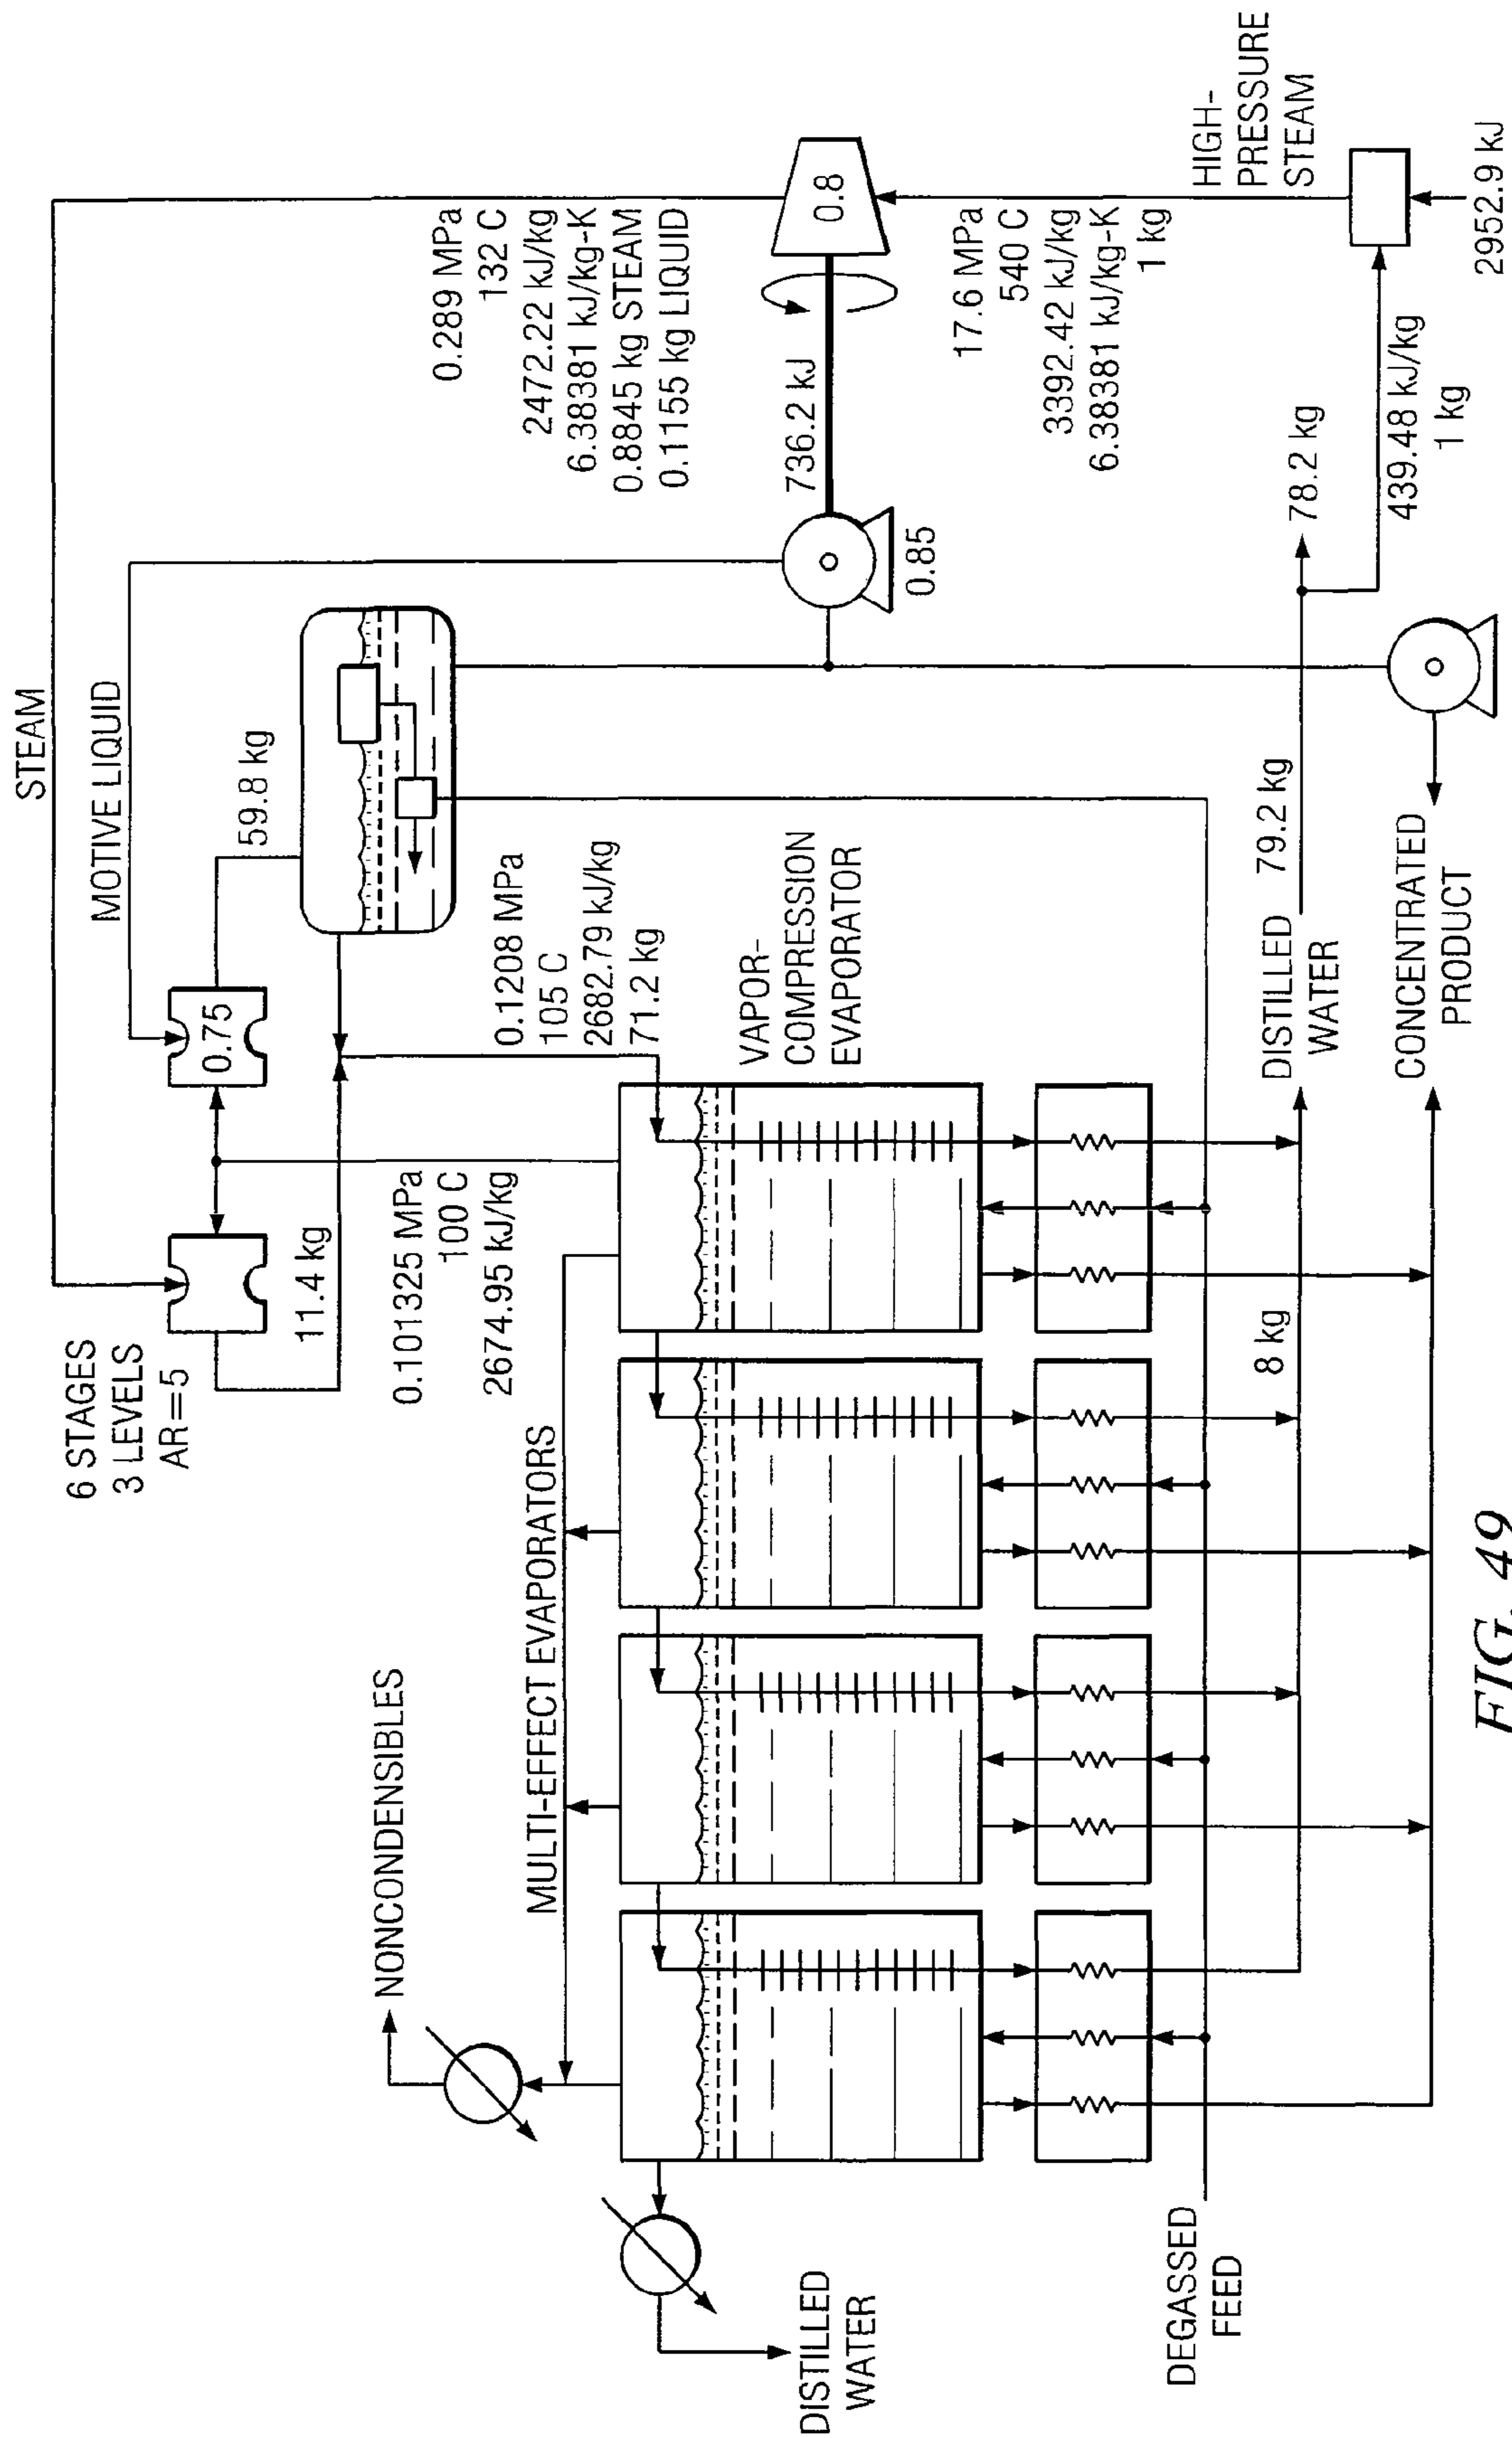 STEAM
MOTIVE LIQUID
6 STAGES
3 LEVELS
AR=5
0.75
59.8 kg
11.4 kg
0.101325 MPa
100 C
2674.95 kJ/kg
0.1208 MPa
105 C
2682.79 kJ/kg
71.2 kg
0.289 MPa
132 C
2472.22 kJ/kg
6.38381 kJ/kg-K
0.8845 kg STEAM
0.1155 kg LIQUID
NONCONDENSIBLES
MULTI-EFFECT EVAPORATORS
VAPOR-
COMPRESSION
EVAPORATOR
736.2 kJ
0.8
0.85
17.6 MPa
540 C
3392.42 kJ/kg
6.38381 kJ/kg-K
1 kg
HIGH-
PRESSURE
STEAM
DISTILLED
WATER
DEGASSED
FEED
8 kg
DISTILLED
WATER
79.2 kg
78.2 kg
439.48 kJ/kg
1 kg
2952.9 kJ
CONCENTRATED
PRODUCT
FIG. 49